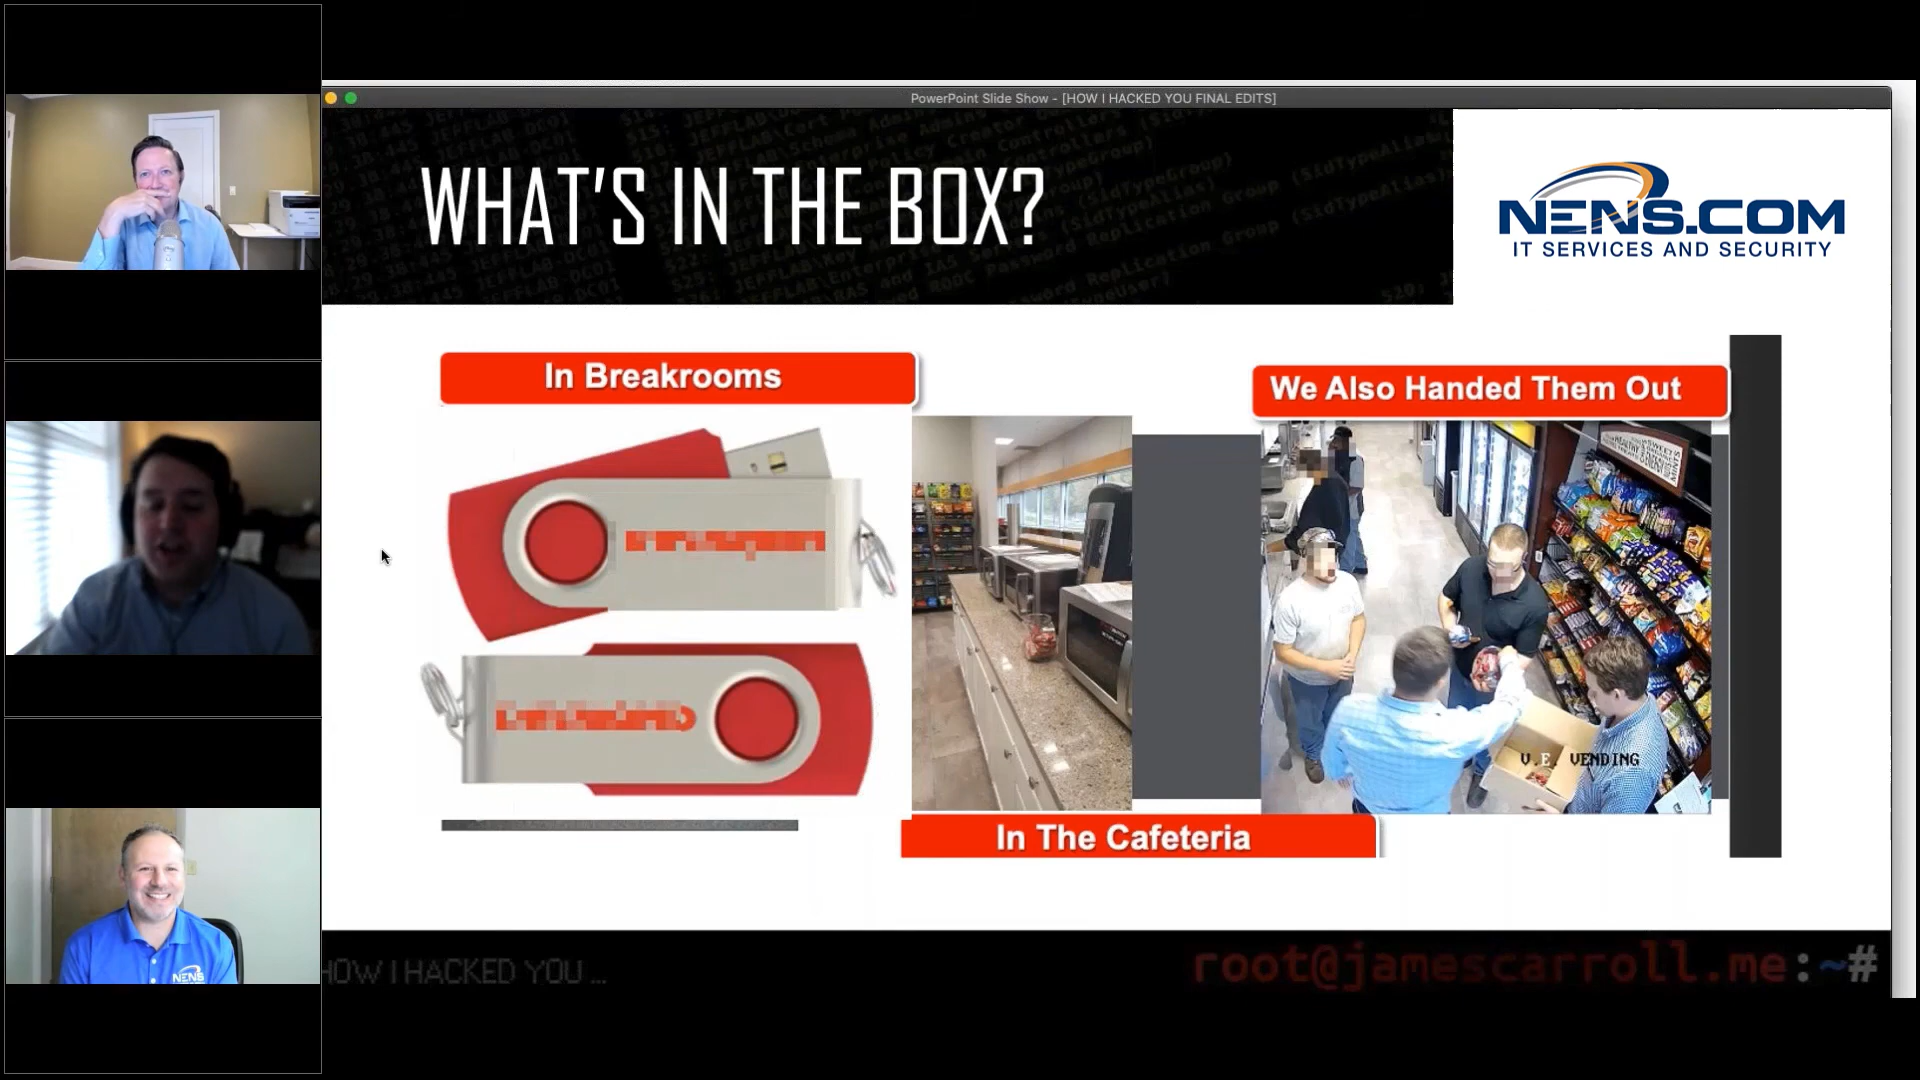 PowerPoint Slide Show - [HOW I HACKED YOU FINAL EDITS]
WHAT'S IN THE BOX?
NENS.COM
IT SERVICES AND SECURITY
In Breakrooms
We Also Handed Them Out
V.E. VENDING
In The Cafeteria
NENS
HOW I HACKED YOU ...
root@jamescarroll.me:~#